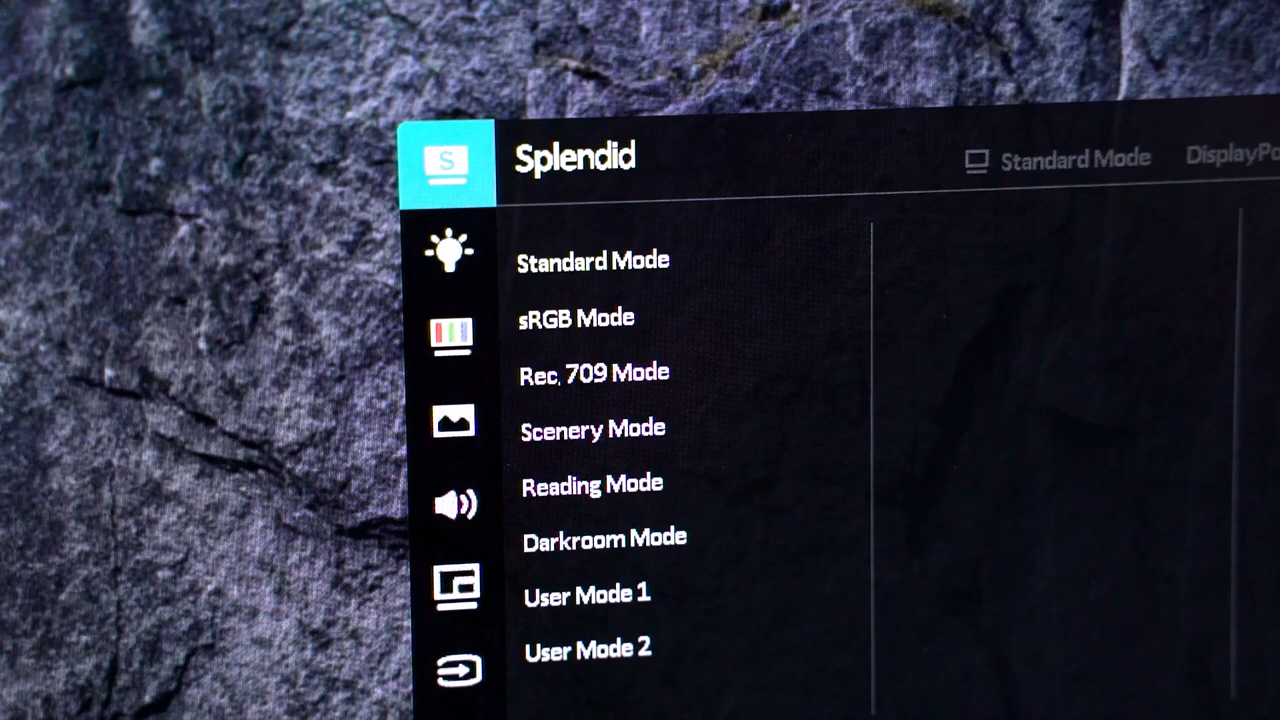 S
Splendid
Standard Mode DisplayPo
Standard Mode
sRGB Mode
Rec. 709 Mode
Scenery Mode
Reading Mode
Darkroom Mode
User Mode 1
User Mode 2